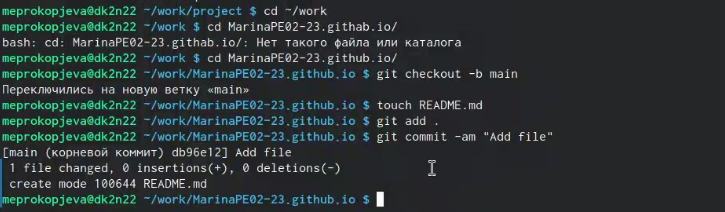 meprokopjeva@dk2n22 ~/work/project $ cd ~/work
meprokopjeva@dk2n22 ~/work $ cd MarinaPE02-23.githab.io/
bash: cd: MarinaPE02-23.githab.io/: Нет такого файла или каталога
meprokopjeva@dk2n22 ~/work $ cd MarinaPE02-23.github.io/
meprokopjeva@dk2n22 ~/work/MarinaPE02-23.github.io $ git checkout -b main
Переключились на новую ветку «main»
meprokopjeva@dk2n22 ~/work/MarinaPE02-23.github.io $ touch README.md
meprokopjeva@dk2n22 ~/work/MarinaPE02-23.github.io $ git add .
meprokopjeva@dk2n22 ~/work/MarinaPE02-23.github.io $ git commit -am "Add file"
[main (корневой коммит) db96e12] Add file
 1 file changed, 0 insertions(+), 0 deletions(-)
 create mode 100644 README.md
meprokopjeva@dk2n22 ~/work/MarinaPE02-23.github.io $